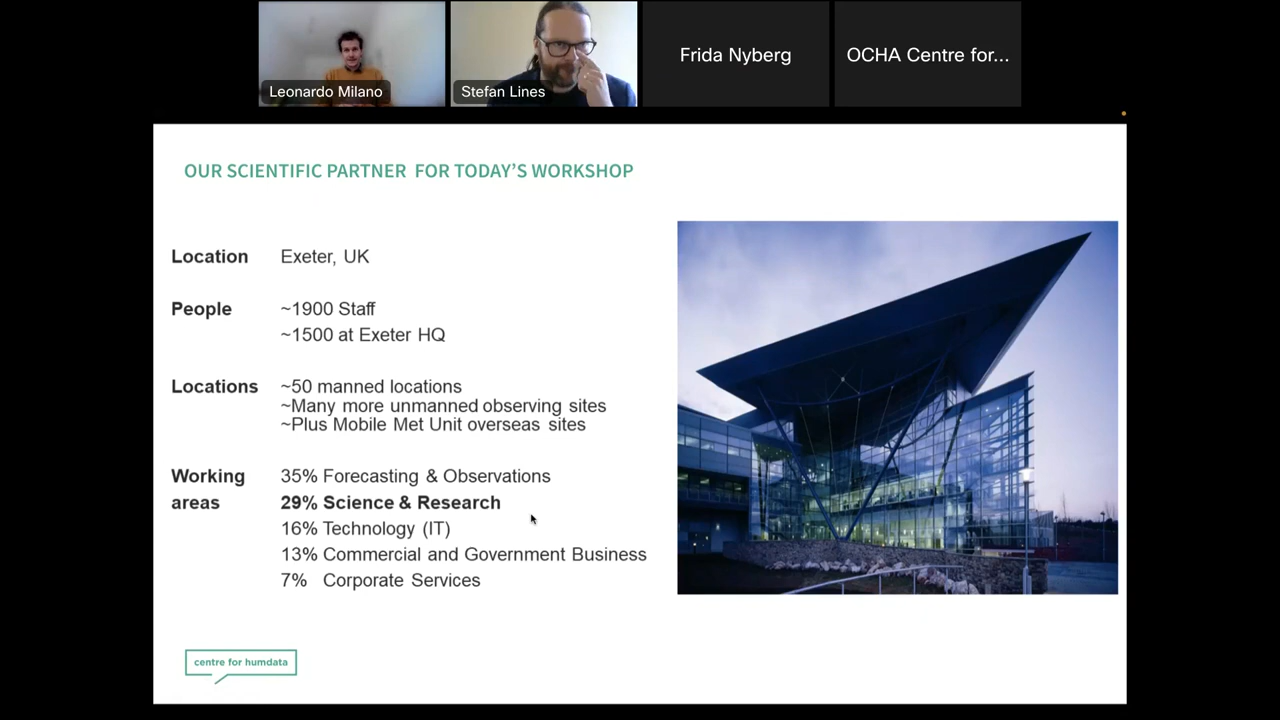 Leonardo Milano
Stefan Lines
Frida Nyberg
OCHA Centre for...
OUR SCIENTIFIC PARTNER FOR TODAY’S WORKSHOP
Location Exeter, UK
People ~1900 Staff
~1500 at Exeter HQ
Locations ~50 manned locations
~Many more unmanned observing sites
~Plus Mobile Met Unit overseas sites
Working 35% Forecasting & Observations
areas 29% Science & Research
16% Technology (IT)
13% Commercial and Government Business
7% Corporate Services
centre for humdata